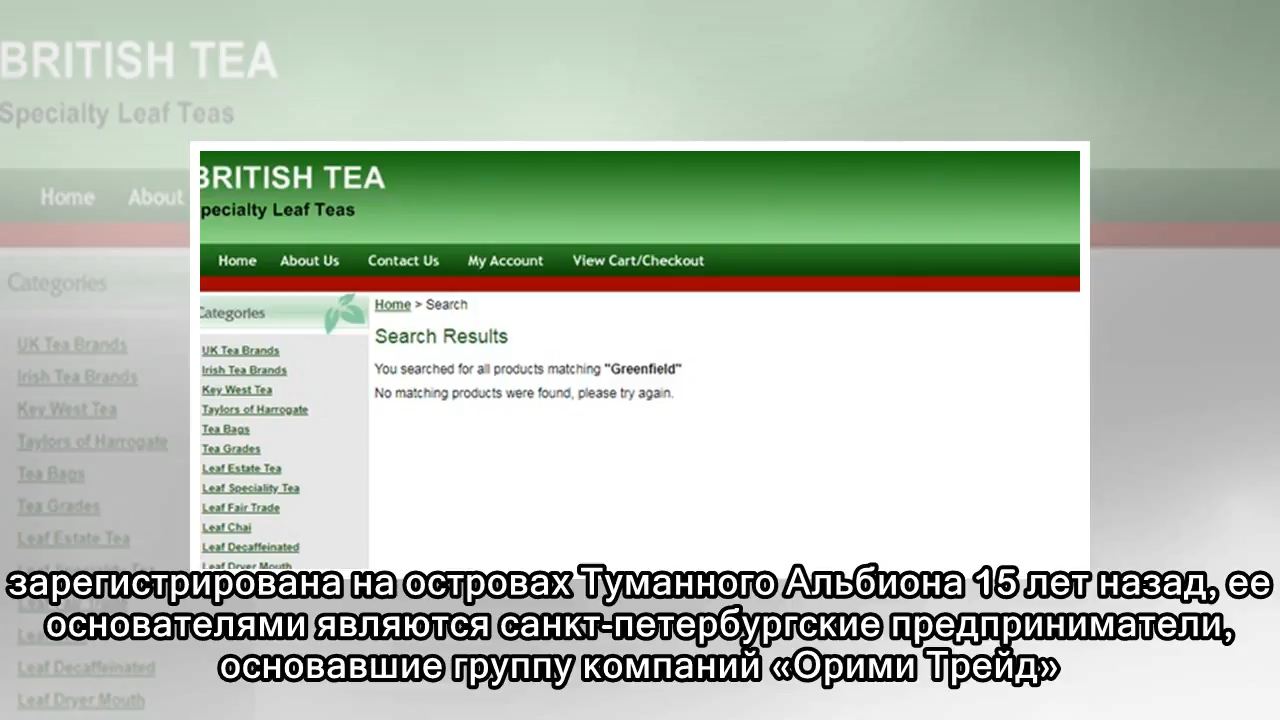 BRITISH TEA
Specialty Leaf Teas
Home About
Categories
UK Tea Brands
Irish Tea Brands
Key West Tea
Taylors of Harrogate
Tea Bags
Tea Grades
Leaf Estate Tea
Leaf Decaffeinated
Leaf Dryer Mouth
BRITISH TEA
pecialty Leaf Teas
Home About Us Contact Us My Account View Cart/Checkout
Categories
UK Tea Brands
Irish Tea Brands
Key West Tea
Taylors of Harrogate
Tea Bags
Tea Grades
Leaf Estate Tea
Leaf Speciality Tea
Leaf Fair Trade
Leaf Chai
Leaf Decaffeinated
Leaf Dryer Mouth
Home > Search
Search Results
You searched for all products matching "Greenfield"
No matching products were found, please try again.
зарегистрирована на островах Туманного Альбиона 15 лет назад, ее
основателями являются санкт-петербургские предприниматели,
основавшие группу компаний «Орими Трейд»